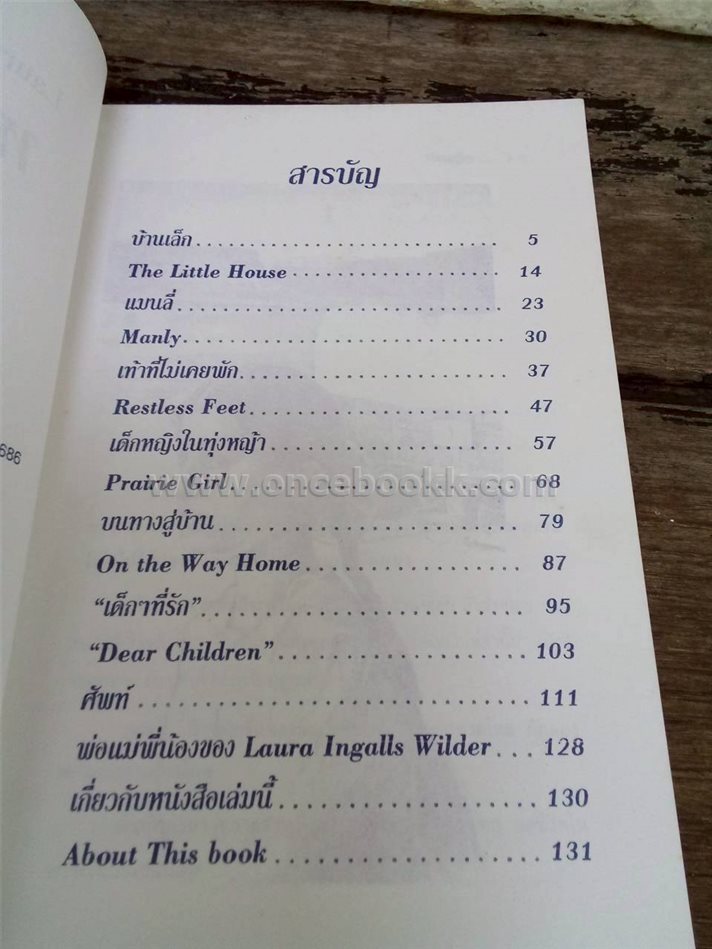 สารบัญ
บ้านเล็ก.............................. 5
The Little House.................... 14
แมนลี่................................ 23
Manly................................ 30
เท้าที่ไม่เคยพัก.......................... 37
Restless Feet......................... 47
เด็กหญิงในทุ่งหญ้า....................... 57
Prairie Girl.......................... 68
บนทางสู่บ้าน............................ 79
On the Way Home.................... 87
“เด็กๆที่รัก”............................ 95
“Dear Children”...................... 103
ศัพท์................................ 111
พ่อแม่พี่น้องของ Laura Ingalls Wilder... 128
เกี่ยวกับหนังสือเล่มนี้..................... 130
About This book.................... 131
686
www.oncebookk.com